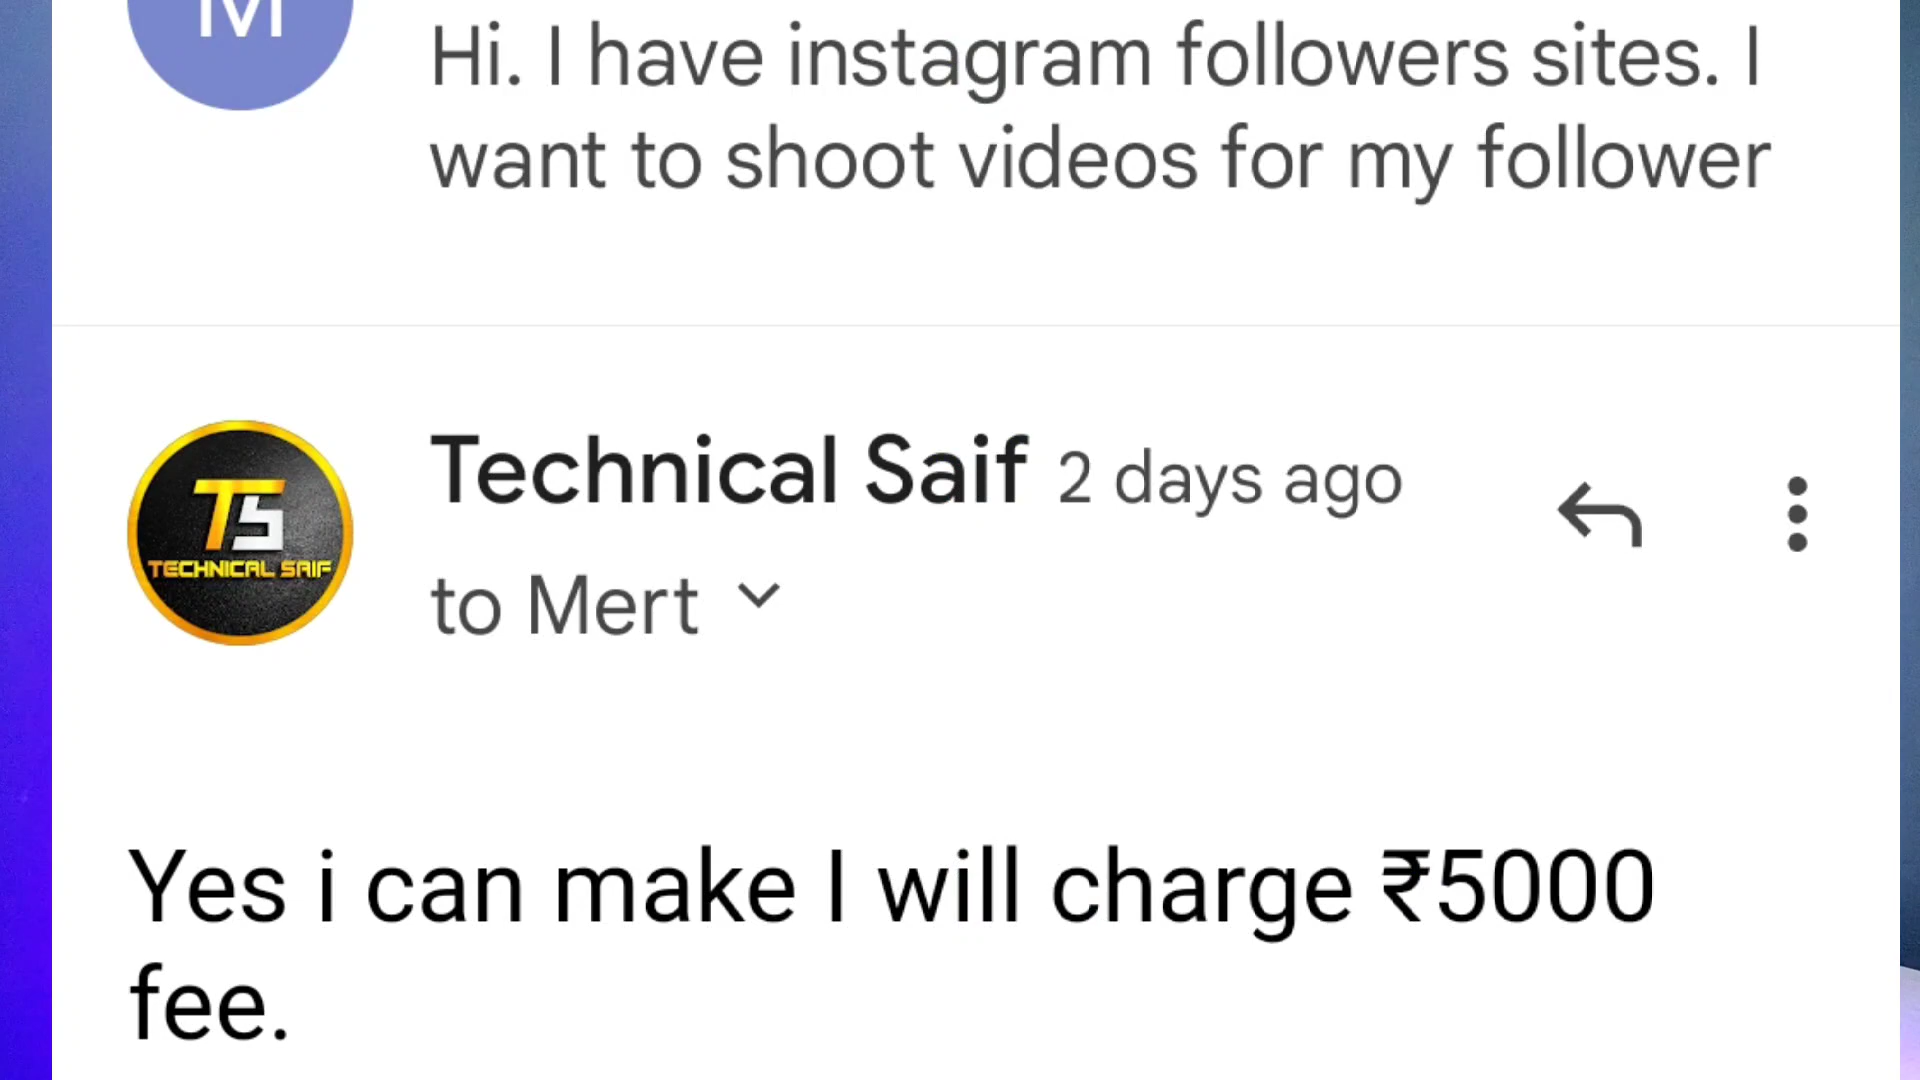 M
Hi. I have instagram followers sites. I
want to shoot videos for my follower
Technical Saif 2 days ago
TS
TECHNICAL SAIF
to Mert
Yes i can make I will charge ₹5000
fee.